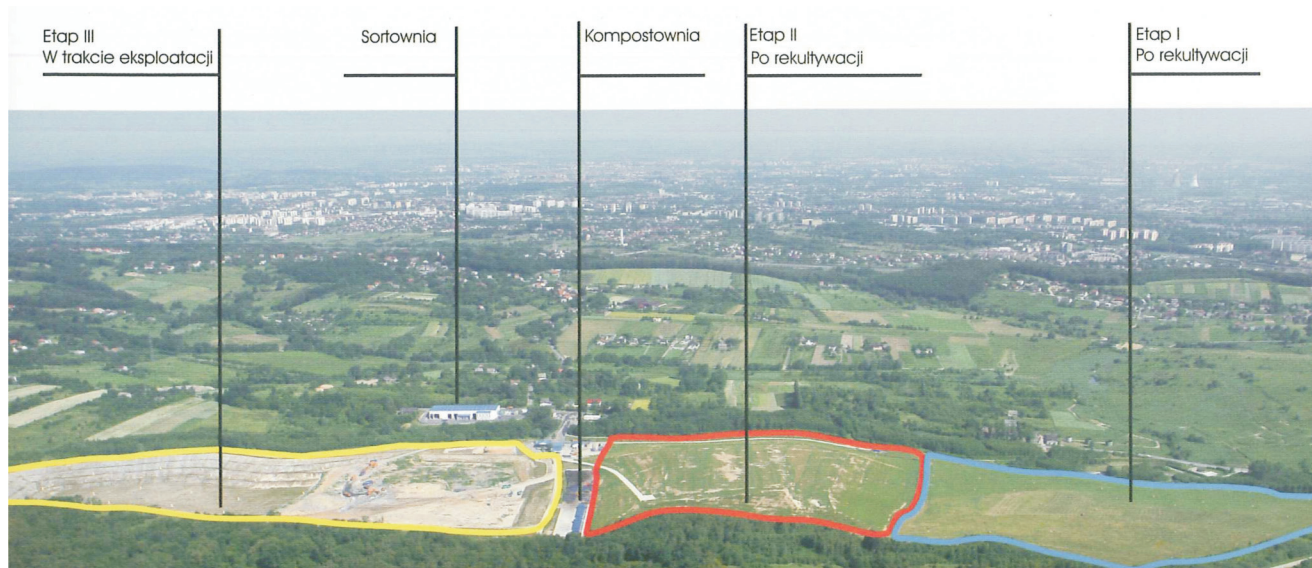 Etap III
W trakcie eksploatacji
Sortownia
Kompostownia
Etap II
Po rekultywacji
Etap I
Po rekultywacji